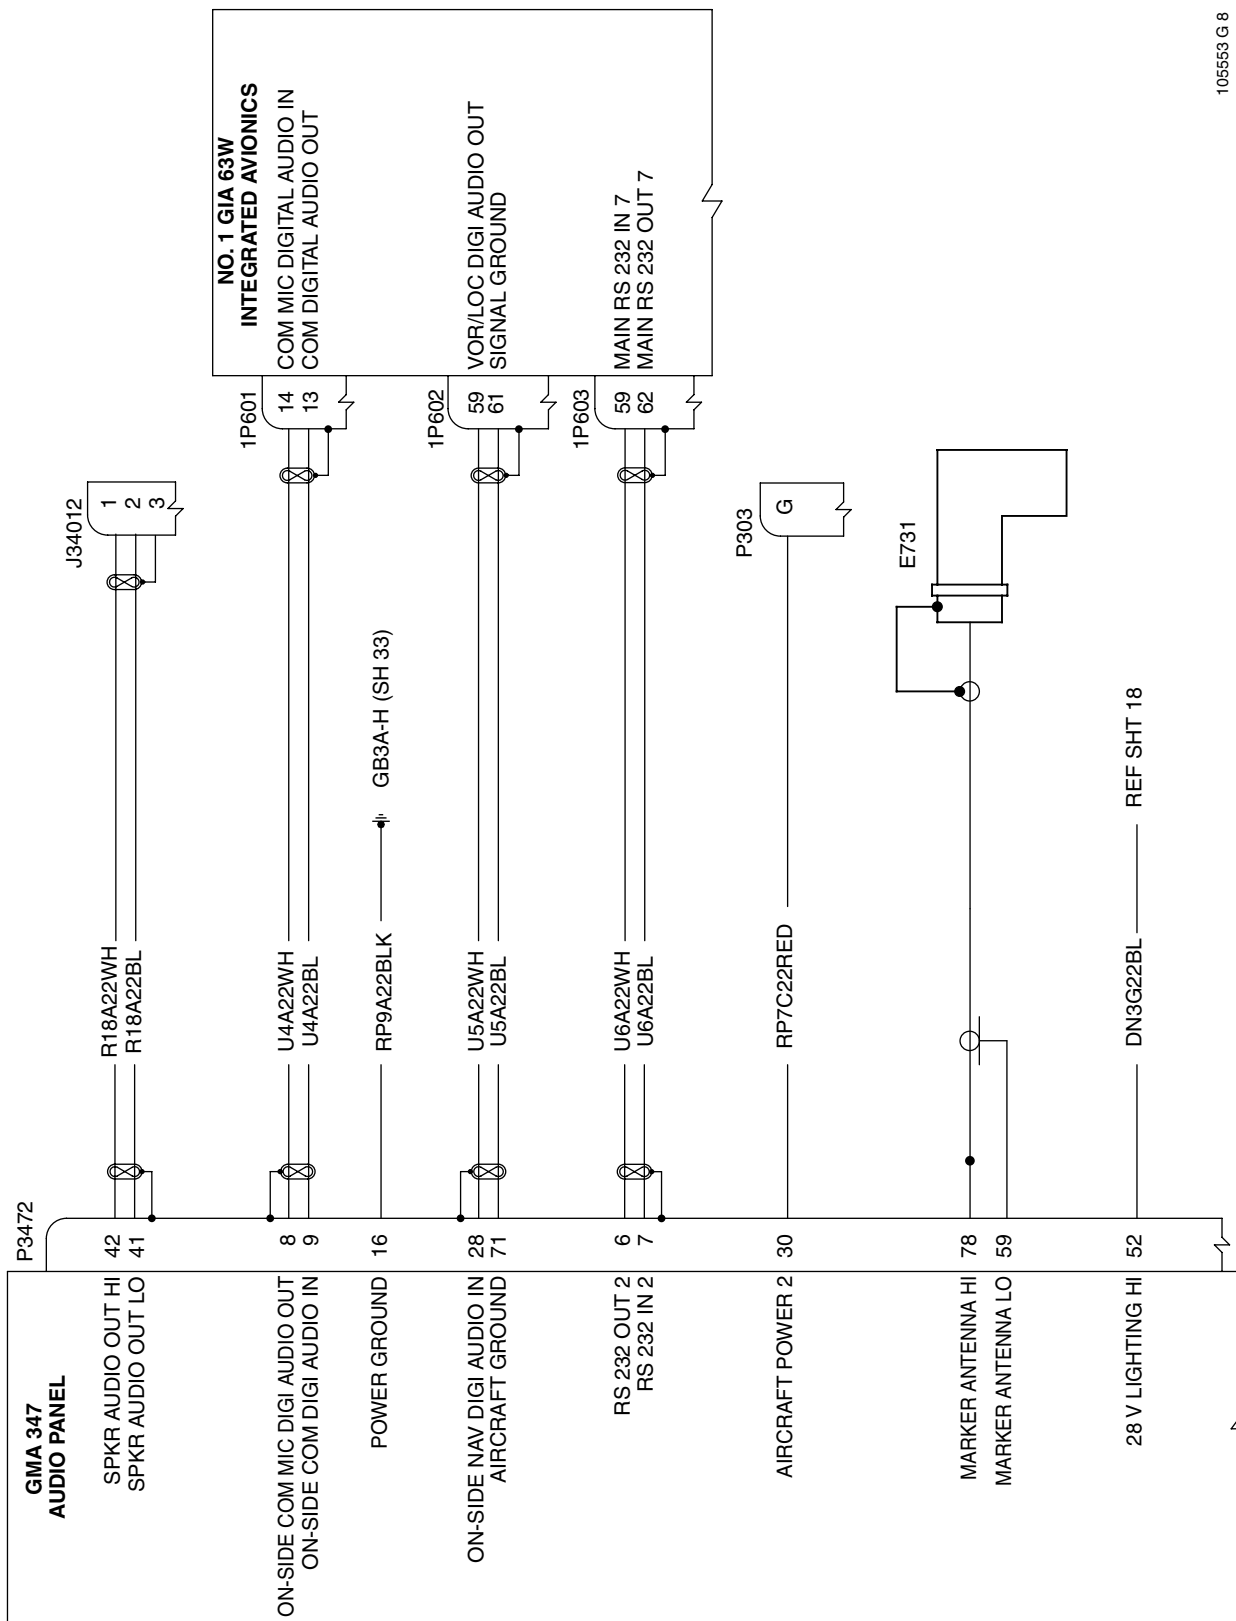 GMA 347
AUDIO PANEL
P3472
SPKR AUDIO OUT HI 42 R18A22WH
SPKR AUDIO OUT LO 41 R18A22BL
J34012
1
2
3
ON-SIDE COM MIC DIGI AUDIO OUT 8 U4A22WH
ON-SIDE COM DIGI AUDIO IN 9 U4A22BL
1P601
14 COM MIC DIGITAL AUDIO IN
13 COM DIGITAL AUDIO OUT
NO. 1 GIA 63W
INTEGRATED AVIONICS
POWER GROUND 16 RP9A22BLK GB3A-H (SH 33)
ON-SIDE NAV DIGI AUDIO IN 28 U5A22WH
AIRCRAFT GROUND 71 U5A22BL
1P602
59 VOR/LOC DIGI AUDIO OUT
61 SIGNAL GROUND
RS 232 OUT 2 6 U6A22WH
RS 232 IN 2 7 U6A22BL
1P603
59 MAIN RS 232 IN 7
62 MAIN RS 232 OUT 7
AIRCRAFT POWER 2 30 RP7C22RED
P303
G
MARKER ANTENNA HI 78
MARKER ANTENNA LO 59
E731
28 V LIGHTING HI 52 DN3G22BL REF SHT 18
105553 G 8